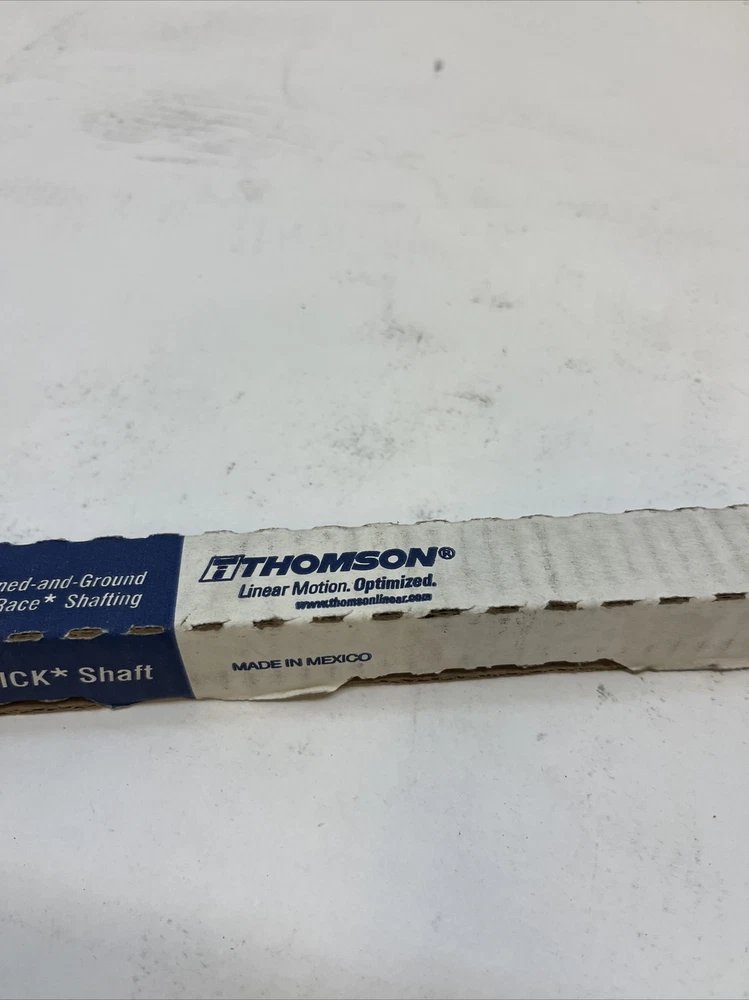 ned-and-Ground
Race* Shafting
ICK* Shaft
THOMSON®
Linear Motion. Optimized.
www.thomsonlinear.com
MADE IN MEXICO